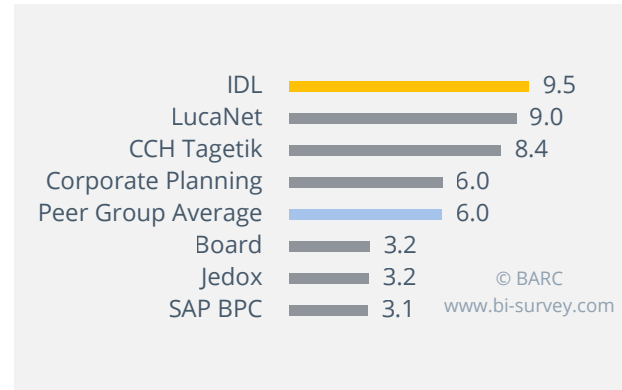 IDL 9.5
LucaNet 9.0
CCH Tagetik 8.4
Corporate Planning 6.0
Peer Group Average 6.0
Board 3.2
Jedox 3.2
SAP BPC 3.1
© BARC
www.bi-survey.com